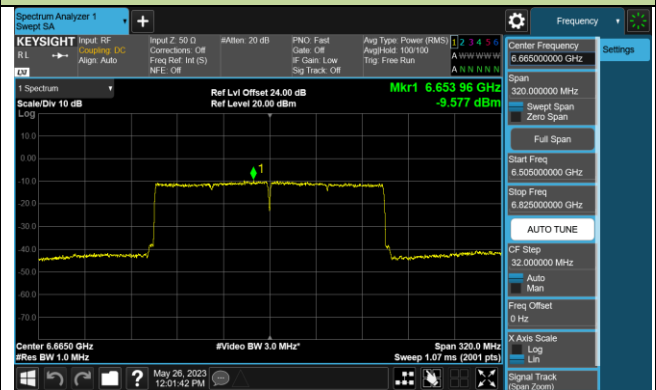 Spectrum Analyzer 1
Swept SA
+
Frequency
KEYSIGHT
RL
LXI
Input: RF
Coupling: DC
Align: Auto
Input Z: 50 Ω
Corrections: Off
Freq Ref: Int (S)
NFE: Off
#Atten: 20 dB
PNO: Fast
Gate: Off
IF Gain: Low
Sig Track: Off
Avg Type: Power (RMS)
Avg|Hold: 100/100
Trig: Free Run
1 2 3 4 5 6
A W W W W W
A N N N N N
1 Spectrum
Scale/Div 10 dB
Log
Ref Lvl Offset 24.00 dB
Ref Level 20.00 dBm
Mkr1 6.653 96 GHz
-9.577 dBm
10.0
0.00
-10.0
-20.0
-30.0
-40.0
-50.0
-60.0
-70.0
1
Center 6.6650 GHz
#Res BW 1.0 MHz
#Video BW 3.0 MHz*
Span 320.0 MHz
Sweep 1.07 ms (2001 pts)
?
May 26, 2023
12:01:42 PM
Center Frequency
6.665000000 GHz
Settings
Span
320.000000 MHz
Swept Span
Zero Span
Full Span
Start Freq
6.505000000 GHz
Stop Freq
6.825000000 GHz
AUTO TUNE
CF Step
32.000000 MHz
Auto
Man
Freq Offset
0 Hz
X Axis Scale
Log
Lin
Signal Track
(Span Zoom)